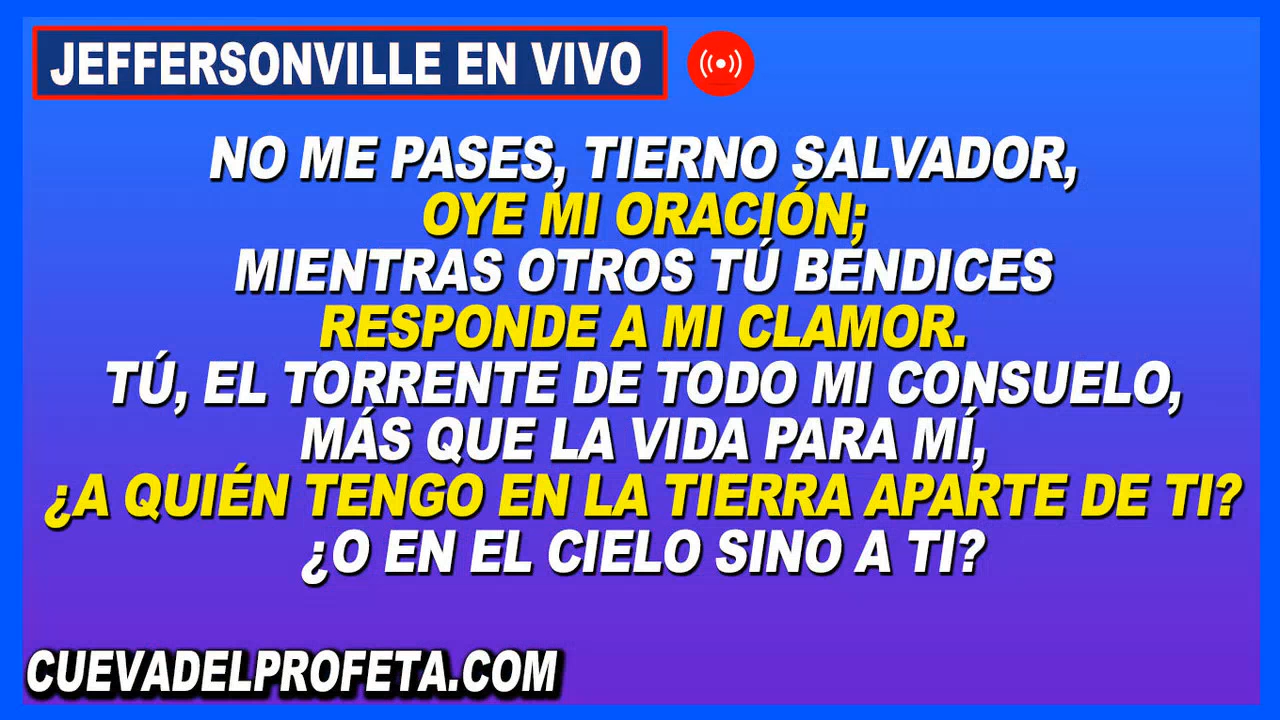 JEFFERSONVILLE EN VIVO
NO ME PASES, TIERNO SALVADOR,
OYE MI ORACIÓN;
MIENTRAS OTROS TÚ BENDICES
RESPONDE A MI CLAMOR.
TÚ, EL TORRENTE DE TODO MI CONSUELO,
MÁS QUE LA VIDA PARA MÍ,
¿A QUIÉN TENGO EN LA TIERRA APARTE DE TI?
¿O EN EL CIELO SINO A TI?
CUEVADELPROFETA.COM